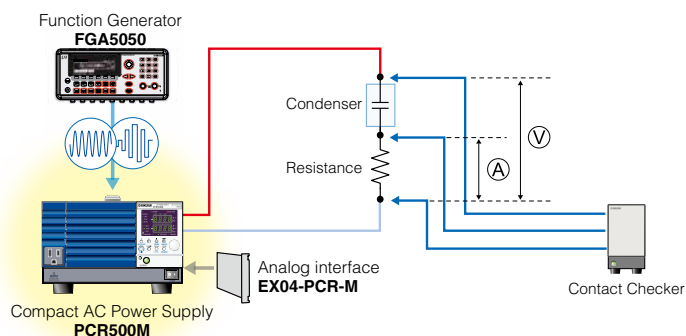 Function Generator
FGA5050
Condenser
Resistance
V
A
Analog interface
EX04-PCR-M
Contact Checker
Compact AC Power Supply
PCR500M